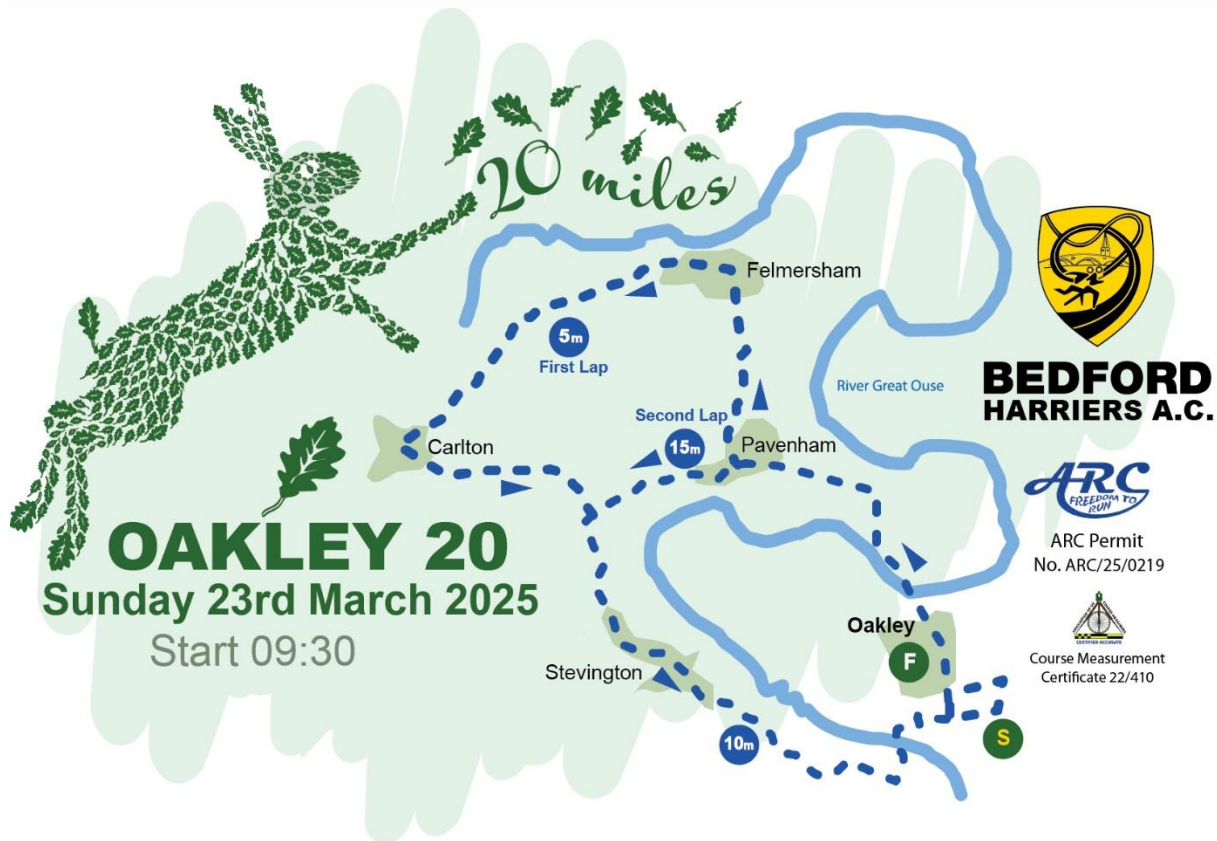 20 miles
Felmersham
5m
First Lap
River Great Ouse
BEDFORD
HARRIERS A.C.
Second Lap
15m
Pavenham
Carlton
ARC
FREEDOM TO
RUN
ARC Permit
No. ARC/25/0219
OAKLEY 20
Sunday 23rd March 2025
Start 09:30
Oakley
F
Stevington
10m
S
CERTIFIED ACCURATE
Course Measurement
Certificate 22/410